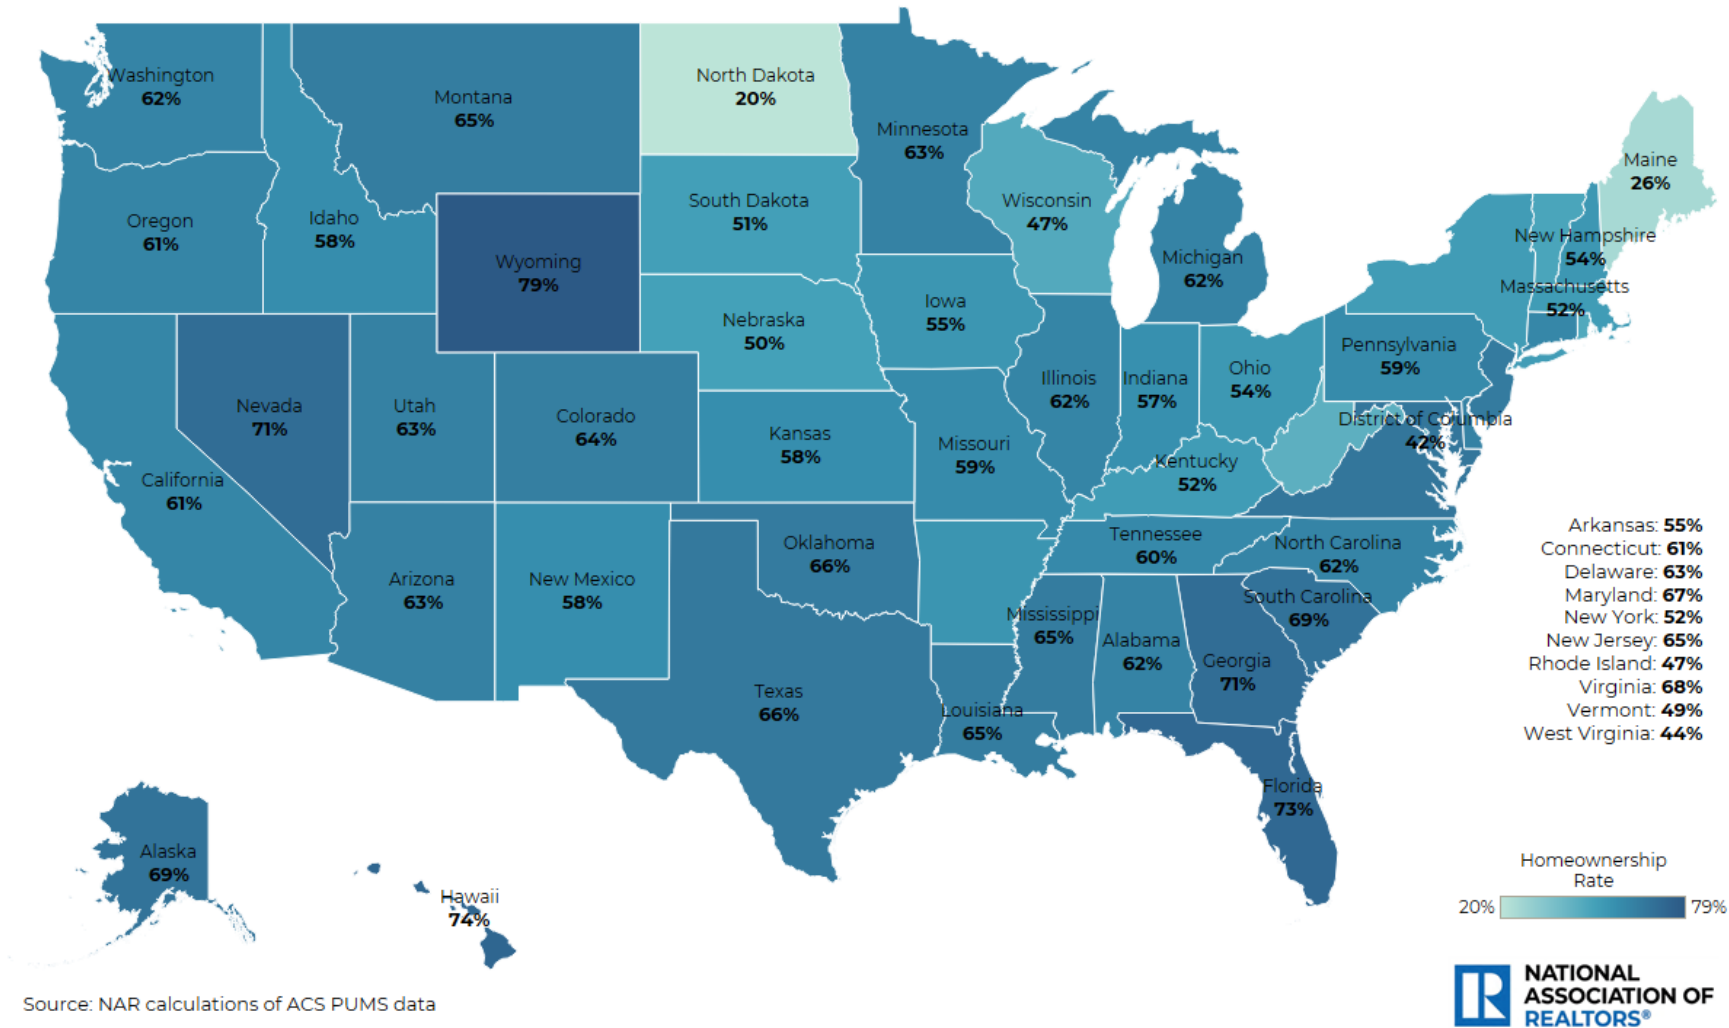 Washington
62%
Montana
65%
North Dakota
20%
Minnesota
63%
Maine
26%
Oregon
61%
Idaho
58%
Wyoming
79%
South Dakota
51%
Wisconsin
47%
Michigan
62%
New Hampshire
54%
Massachusetts
52%
Nebraska
50%
Iowa
55%
Pennsylvania
59%
Illinois
62%
Indiana
57%
Ohio
54%
Nevada
71%
Utah
63%
Colorado
64%
Kansas
58%
Missouri
59%
Kentucky
52%
District of Columbia
42%
California
61%
Arizona
63%
New Mexico
58%
Oklahoma
66%
Tennessee
60%
North Carolina
62%
South Carolina
69%
Mississippi
65%
Alabama
62%
Georgia
71%
Texas
66%
Louisiana
65%
Florida
73%
Alaska
69%
Hawaii
74%
Arkansas: 55%
Connecticut: 61%
Delaware: 63%
Maryland: 67%
New York: 52%
New Jersey: 65%
Rhode Island: 47%
Virginia: 68%
Vermont: 49%
West Virginia: 44%
Homeownership
Rate
20% 79%
Source: NAR calculations of ACS PUMS data
R
NATIONAL
ASSOCIATION OF
REALTORS®